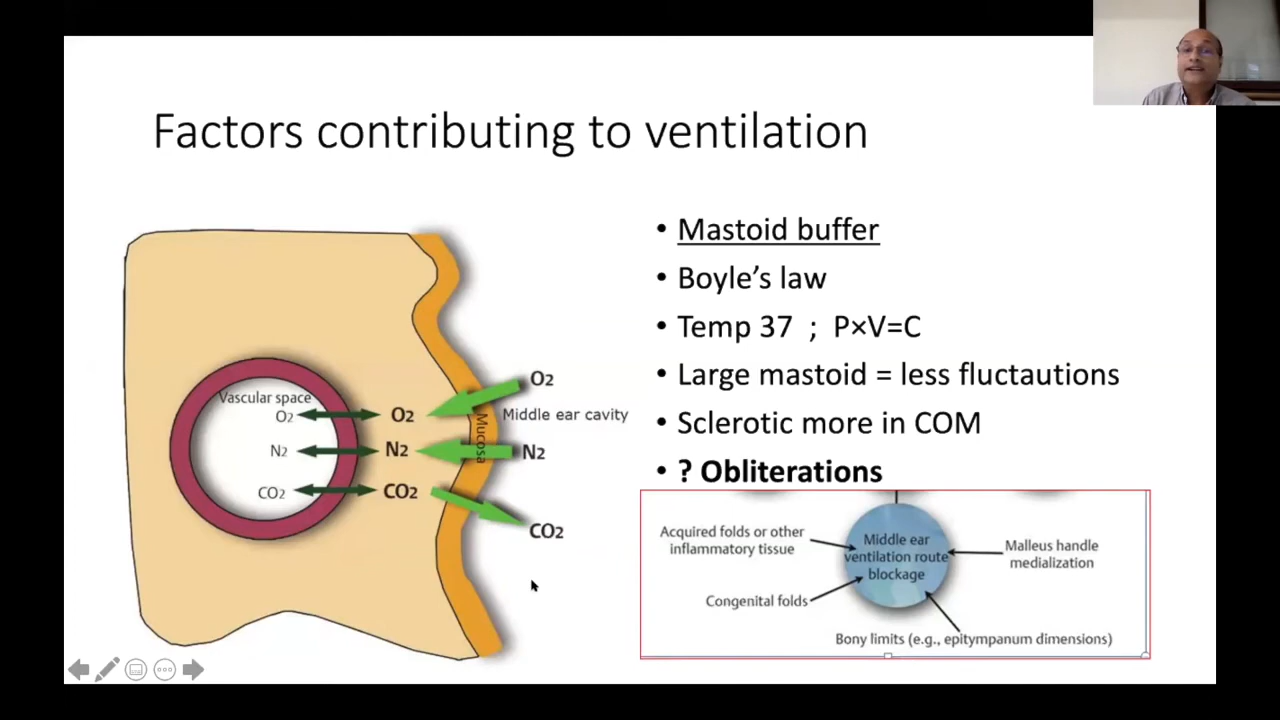 Factors contributing to ventilation
• Mastoid buffer
• Boyle’s law
• Temp 37 ; P×V=C
• Large mastoid = less fluctautions
• Sclerotic more in COM
• ? Obliterations
Vascular space
O2
O2
O2
Middle ear cavity
Mucosa
N2
N2
N2
CO2
CO2
CO2
Acquired folds or other
inflammatory tissue
Congenital folds
Middle ear
ventilation route
blockage
Malleus handle
medialization
Bony limits (e.g., epitympanum dimensions)